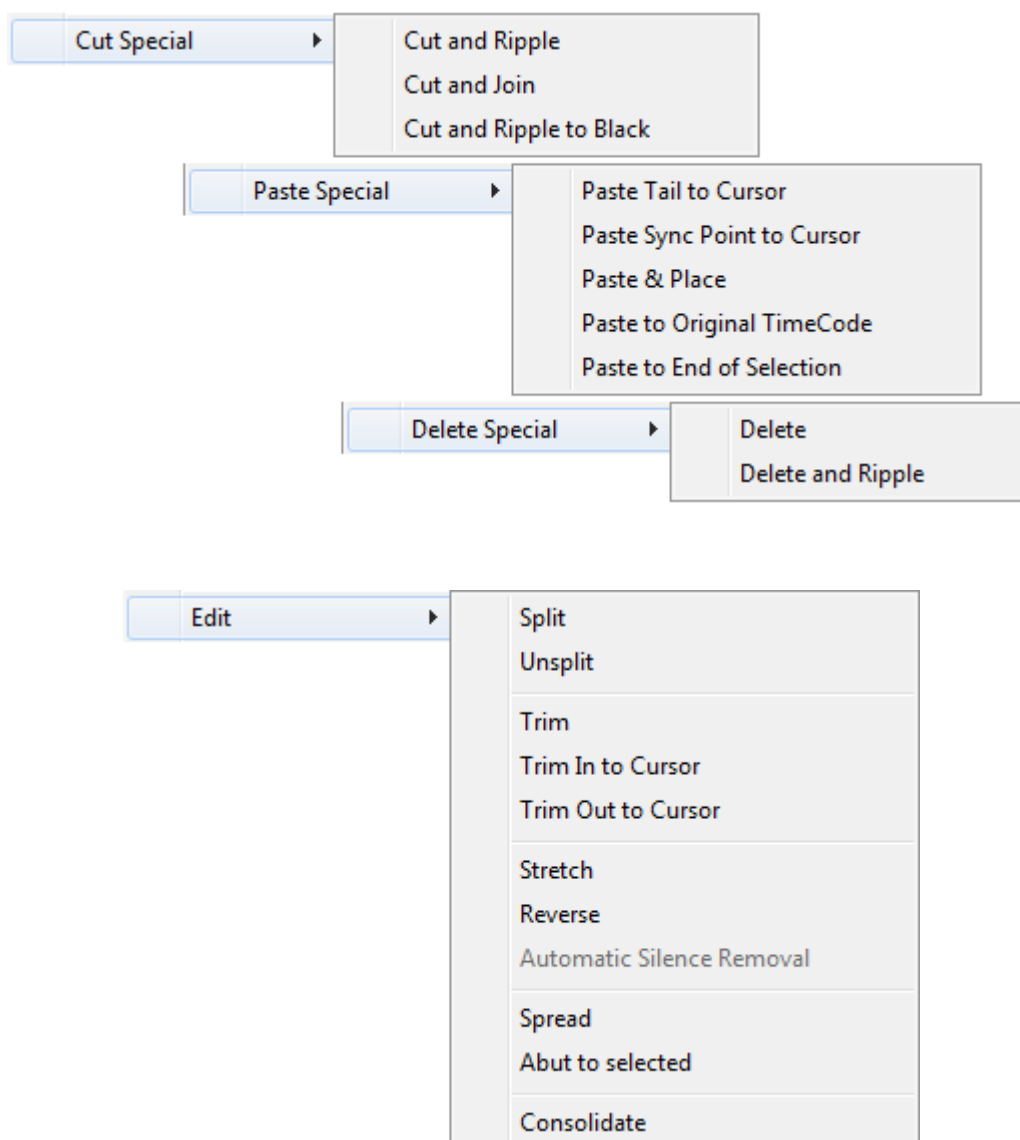 Cut Special
Cut and Ripple
Cut and Join
Cut and Ripple to Black
Paste Special
Paste Tail to Cursor
Paste Sync Point to Cursor
Paste & Place
Paste to Original TimeCode
Paste to End of Selection
Delete Special
Delete
Delete and Ripple
Edit
Split
Unsplit
Trim
Trim In to Cursor
Trim Out to Cursor
Stretch
Reverse
Automatic Silence Removal
Spread
Abut to selected
Consolidate